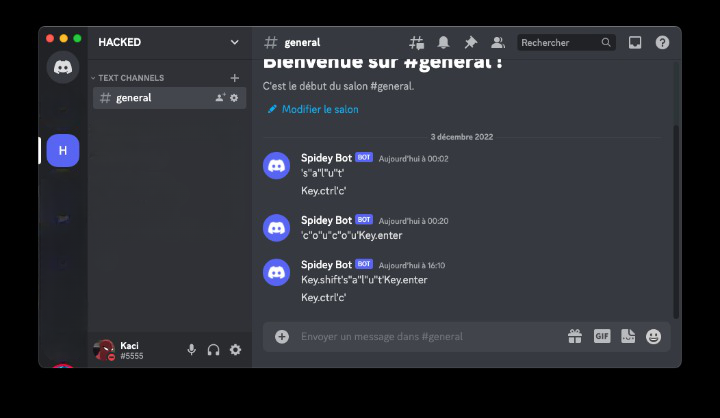 HACKED
# general
Rechercher
Bienvenue sur #general !
C'est le début du salon #general.
Modifier le salon
TEXT CHANNELS
# general
H
3 décembre 2022
Spidey Bot BOT Aujourd'hui à 00:02
's''a''l''u''t'
Key.ctrl'c'
Spidey Bot BOT Aujourd'hui à 00:20
'c''o''u''c''o''u'Key.enter
Spidey Bot BOT Aujourd'hui à 16:10
Key.shift's''a''l''u''t'Key.enter
Key.ctrl'c'
Envoyer un message dans #general
GIF
Kaci
#5555